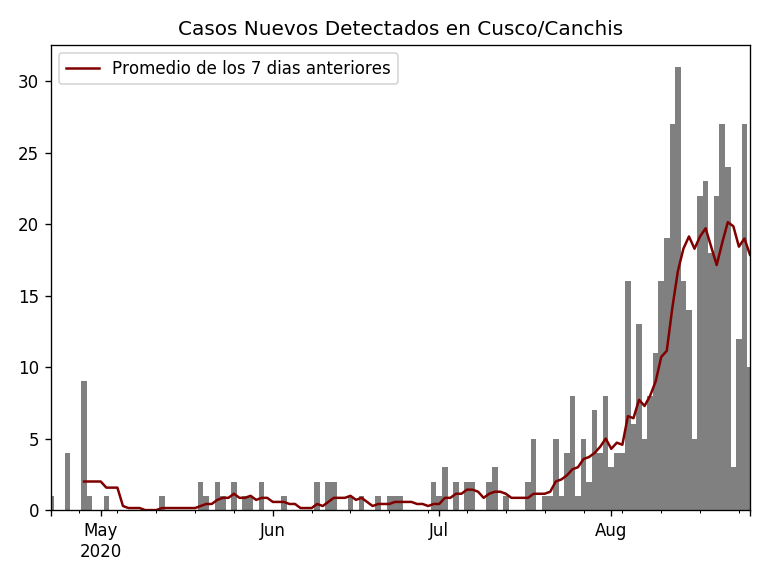 Casos Nuevos Detectados en Cusco/Canchis
Promedio de los 7 dias anteriores
30
25
20
15
10
5
0
May
2020
Jun
Jul
Aug